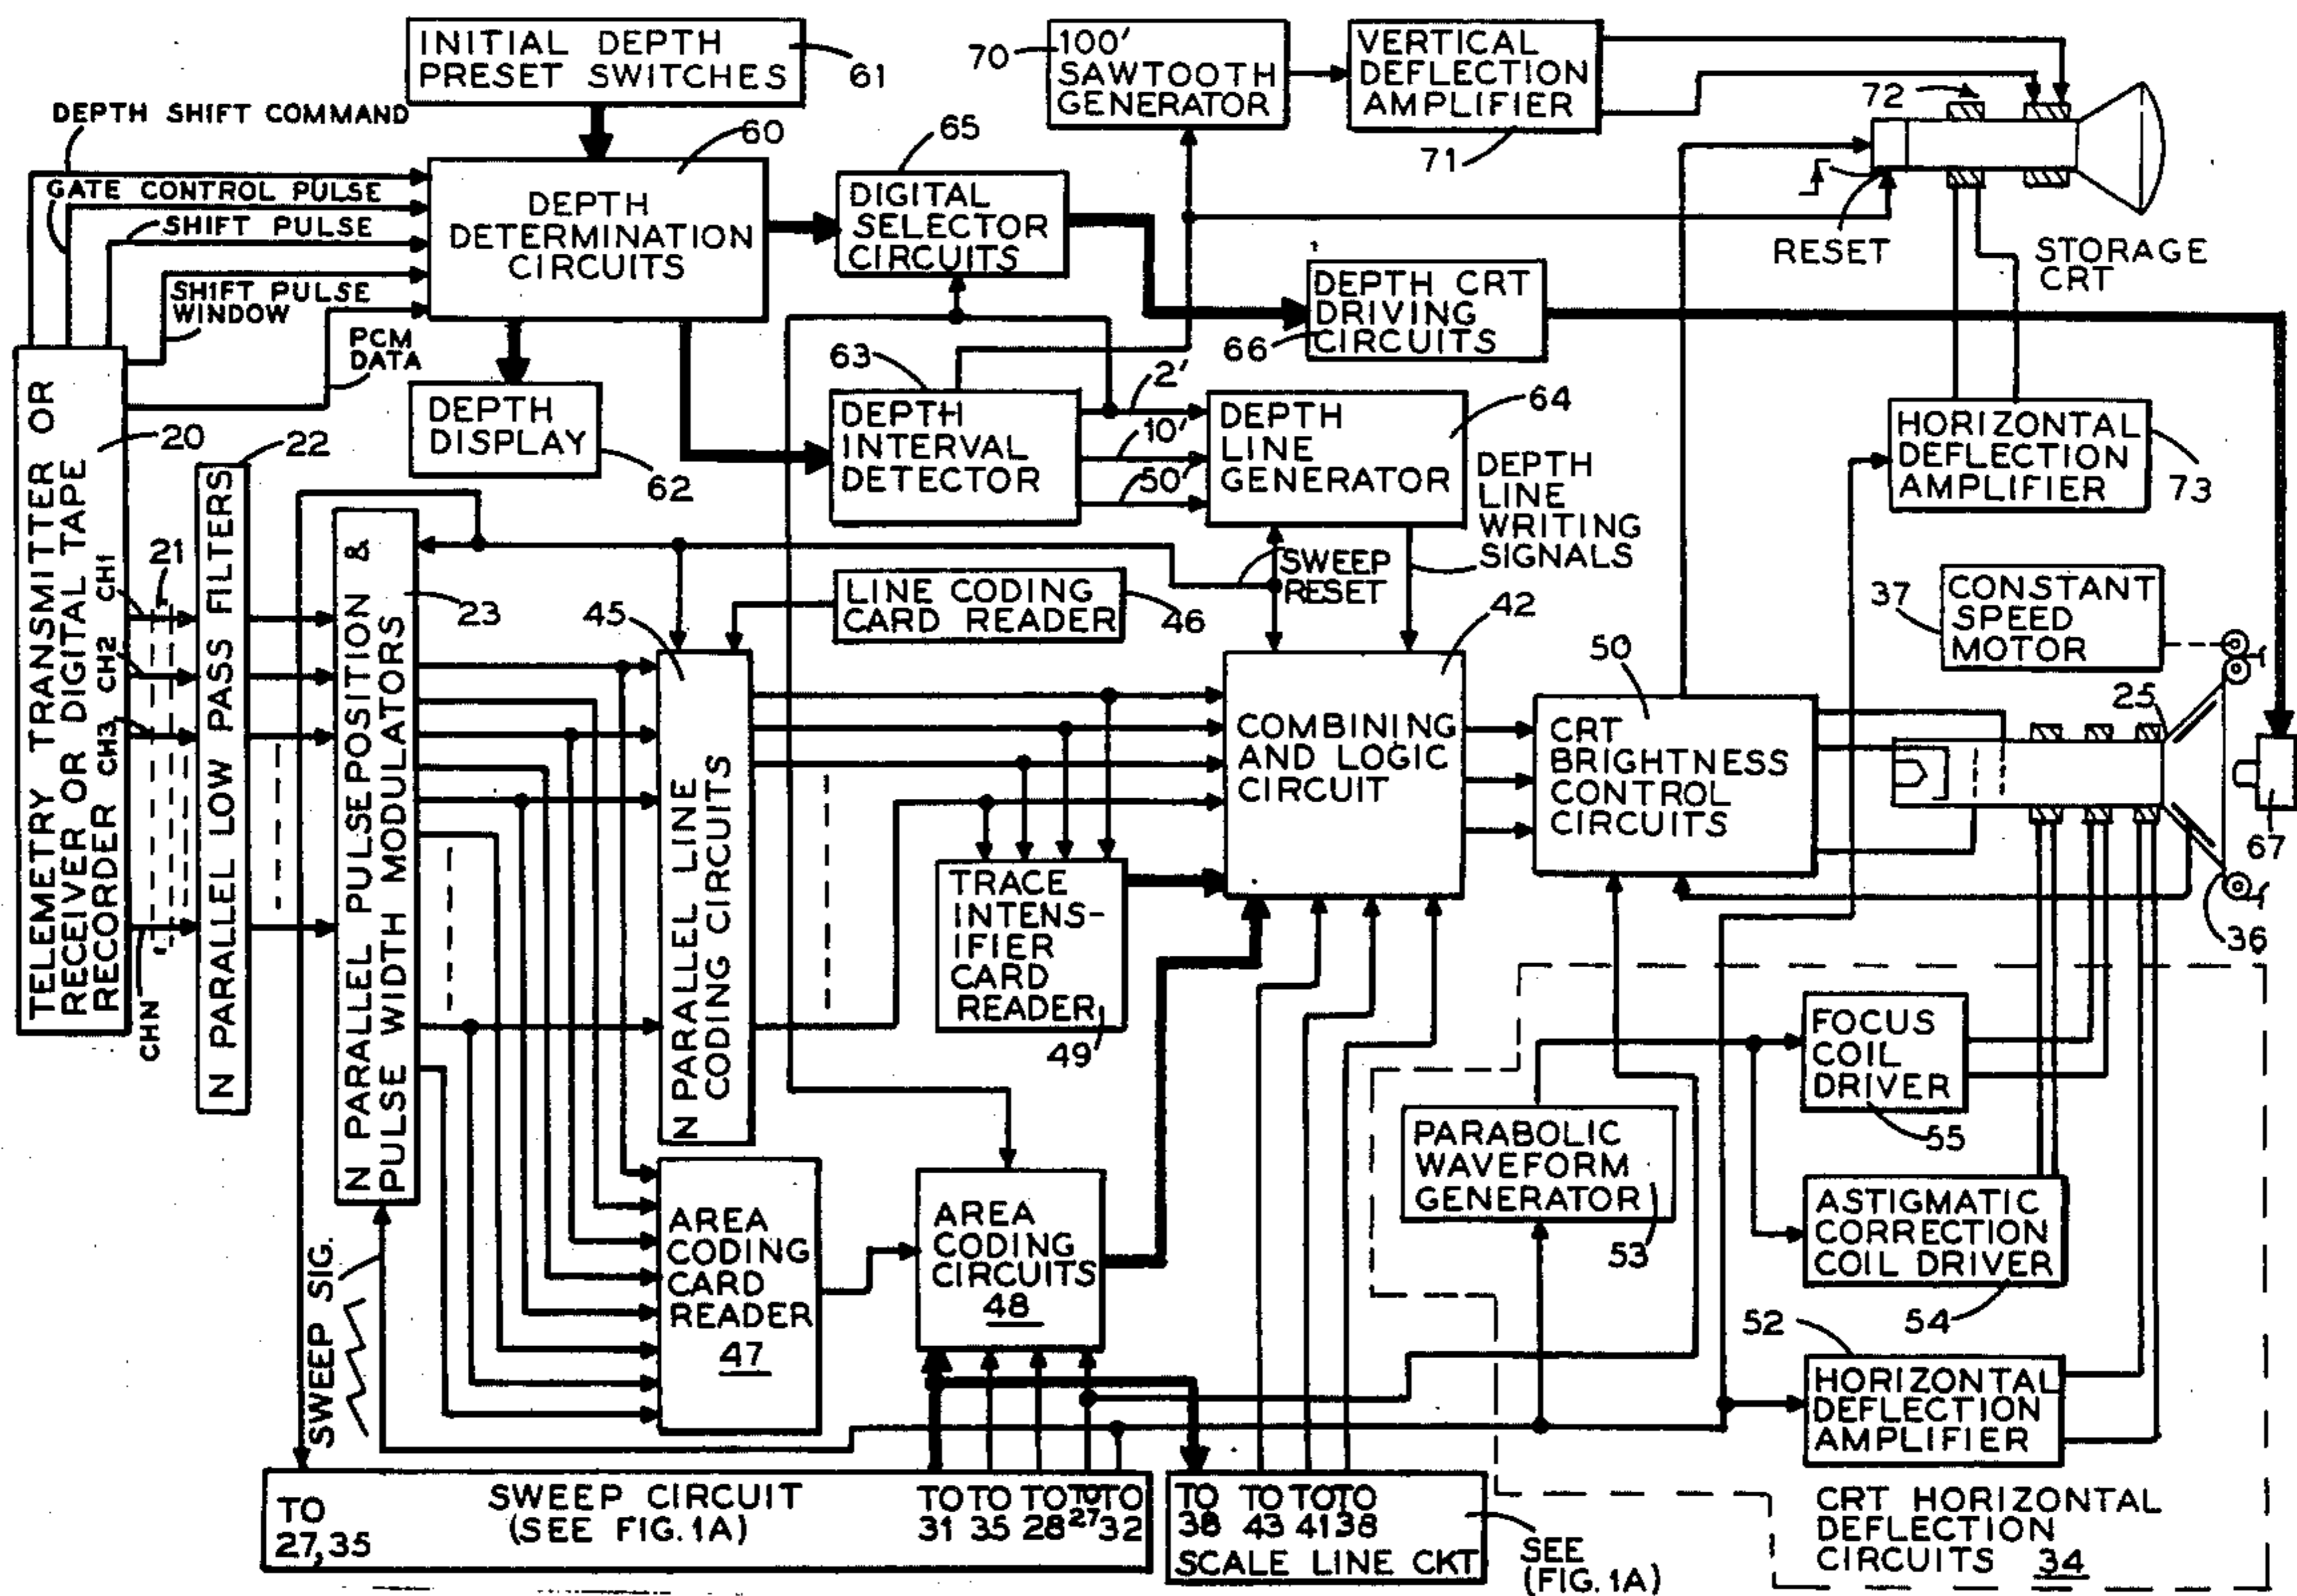 INITIAL DEPTH
PRESET SWITCHES
61
DEPTH SHIFT COMMAND
GATE CONTROL PULSE
SHIFT PULSE
SHIFT PULSE
WINDOW
PCM
DATA
60
DEPTH
DETERMINATION
CIRCUITS
65
DIGITAL
SELECTOR
CIRCUITS
70
100'
SAWTOOTH
GENERATOR
VERTICAL
DEFLECTION
AMPLIFIER
71
72
RESET
STORAGE
CRT
DEPTH CRT
DRIVING
CIRCUITS
66
DEPTH
DISPLAY
62
63
DEPTH
INTERVAL
DETECTOR
2'
10'
50'
DEPTH
LINE
GENERATOR
64
DEPTH
LINE
WRITING
SIGNALS
HORIZONTAL
DEFLECTION
AMPLIFIER
73
TELEMETRY TRANSMITTER OR
RECEIVER OR DIGITAL TAPE
RECORDER
20
CH1
CH2
CH3
CHN
21
22
N PARALLEL LOW PASS FILTERS
N PARALLEL PULSE POSITION &
PULSE WIDTH MODULATORS
23
SWEEP
RESET
LINE CODING
CARD READER
46
45
N PARALLEL LINE
CODING CIRCUITS
42
COMBINING
AND LOGIC
CIRCUIT
50
CRT
BRIGHTNESS
CONTROL
CIRCUITS
37
CONSTANT
SPEED
MOTOR
25
67
36
TRACE
INTENS-
IFIER
CARD
READER
49
FOCUS
COIL
DRIVER
55
PARABOLIC
WAVEFORM
GENERATOR
53
ASTIGMATIC
CORRECTION
COIL DRIVER
54
AREA
CODING
CARD
READER
47
AREA
CODING
CIRCUITS
48
52
HORIZONTAL
DEFLECTION
AMPLIFIER
SWEEP SIG.
TO
27,35
SWEEP CIRCUIT
(SEE FIG.1A)
TO
31
TO
35
TO
28
TO
27
TO
32
TO
38
TO
43
TO
41
TO
38
SCALE LINE CKT
SEE
(FIG.1A)
CRT HORIZONTAL
DEFLECTION
CIRCUITS 34